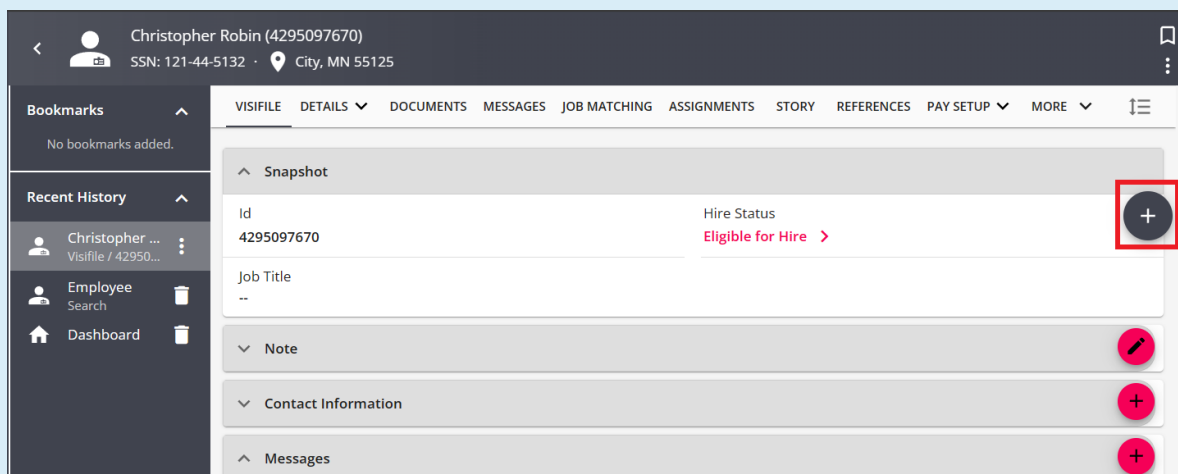 Christopher Robin (4295097670)
SSN: 121-44-5132 · City, MN 55125
Bookmarks
No bookmarks added.
Recent History
Christopher ...
Visifile / 42950...
Employee
Search
Dashboard
VISIFILE DETAILS DOCUMENTS MESSAGES JOB MATCHING ASSIGNMENTS STORY REFERENCES PAY SETUP MORE
Snapshot
Id
4295097670
Hire Status
Eligible for Hire
Job Title
--
Note
Contact Information
Messages